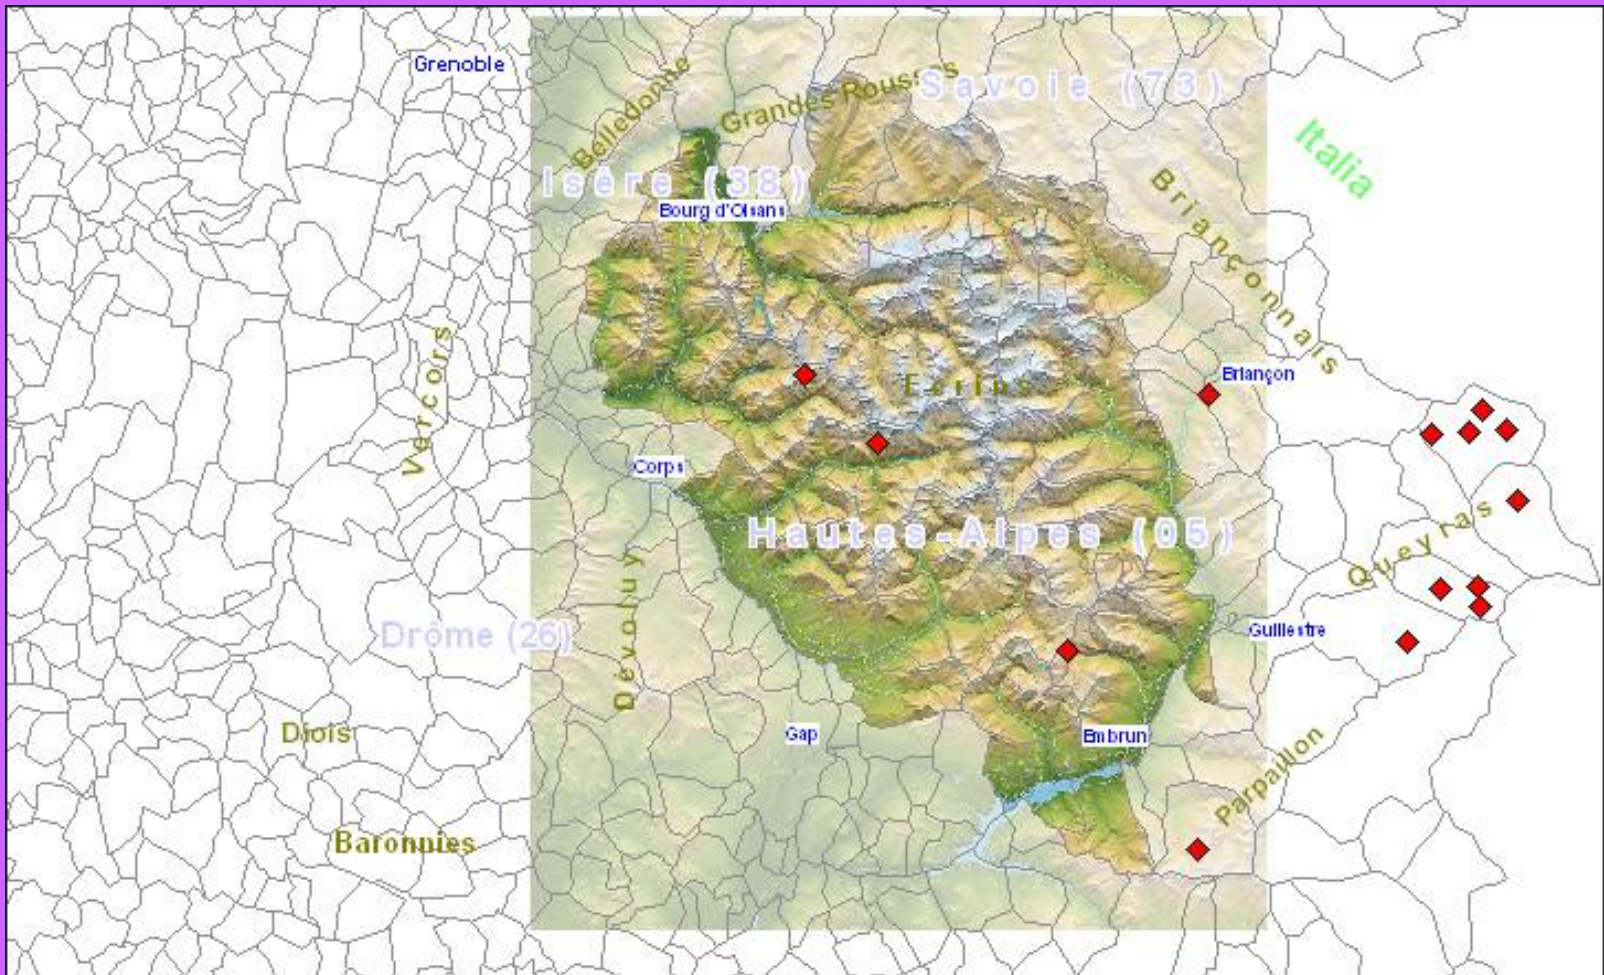 Grenoble
Belledonne
Grandes Rousses
Savoie (73)
Italia
Isère (38)
Bourg d'Oisans
Briançonnais
Vercors
Ecrins
Briançon
Corps
Hautes-Alpes (05)
Queyras
Dévoluy
Drôme (26)
Guillestre
Diois
Gap
Embrun
Parpaillon
Baronnies